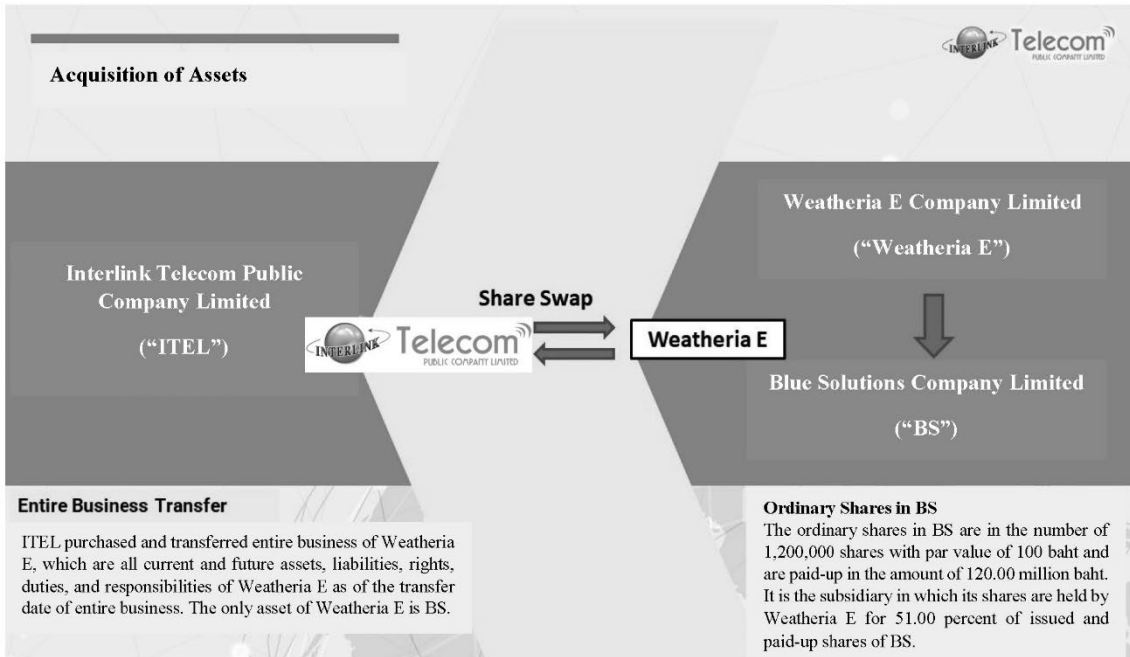 Acquisition of Assets
INTERLINK Telecom
PUBLIC COMPANY LIMITED
Interlink Telecom Public
Company Limited
(“ITEL”)
Share Swap
INTERLINK Telecom
PUBLIC COMPANY LIMITED
Weatheria E
Weatheria E Company Limited
(“Weatheria E”)
Blue Solutions Company Limited
(“BS”)
Entire Business Transfer
ITEL purchased and transferred entire business of Weatheria
E, which are all current and future assets, liabilities, rights,
duties, and responsibilities of Weatheria E as of the transfer
date of entire business. The only asset of Weatheria E is BS.
Ordinary Shares in BS
The ordinary shares in BS are in the number of
1,200,000 shares with par value of 100 baht and
are paid-up in the amount of 120.00 million baht.
It is the subsidiary in which its shares are held by
Weatheria E for 51.00 percent of issued and
paid-up shares of BS.